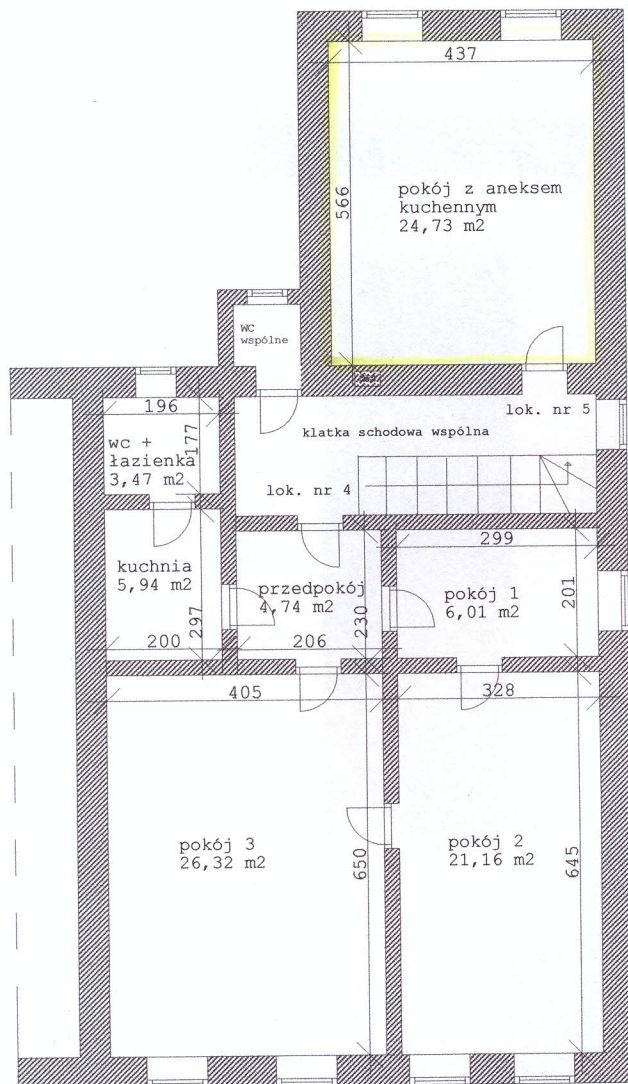 437
566
pokój z aneksem
kuchennym
24,73 m2
WC
wspólne
lok. nr 5
klatka schodowa wspólna
lok. nr 4
196
177
wc +
łazienka
3,47 m2
kuchnia
5,94 m2
297
200
przedpokój
4,74 m2
206
230
299
pokój 1
6,01 m2
201
405
328
pokój 3
26,32 m2
650
pokój 2
21,16 m2
645